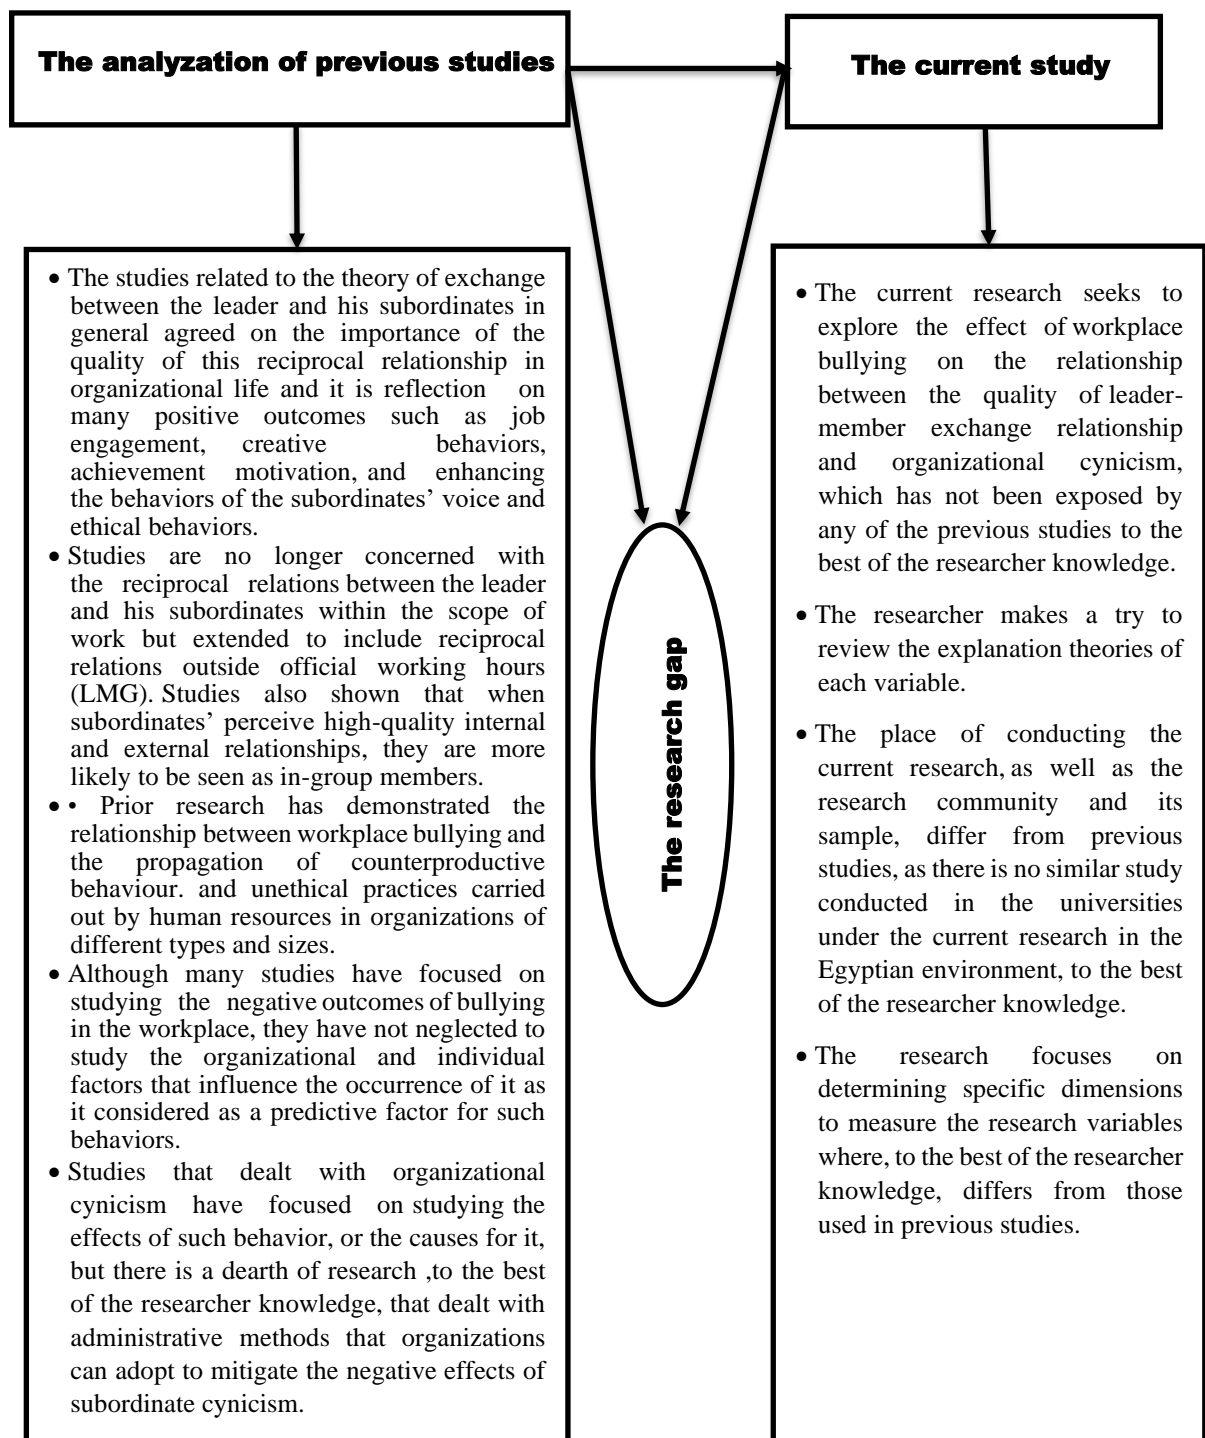 The analyzation of previous studies
The current study
• The studies related to the theory of exchange
between the leader and his subordinates in
general agreed on the importance of the
quality of this reciprocal relationship in
organizational life and it is reflection on
many positive outcomes such as job
engagement, creative behaviors,
achievement motivation, and enhancing
the behaviors of the subordinates’ voice and
ethical behaviors.
• Studies are no longer concerned with
the reciprocal relations between the leader
and his subordinates within the scope of
work but extended to include reciprocal
relations outside official working hours
(LMG). Studies also shown that when
subordinates’ perceive high-quality internal
and external relationships, they are more
likely to be seen as in-group members.
• • Prior research has demonstrated the
relationship between workplace bullying and
the propagation of counterproductive
behaviour. and unethical practices carried
out by human resources in organizations of
different types and sizes.
• Although many studies have focused on
studying the negative outcomes of bullying
in the workplace, they have not neglected to
study the organizational and individual
factors that influence the occurrence of it as
it considered as a predictive factor for such
behaviors.
• Studies that dealt with organizational
cynicism have focused on studying the
effects of such behavior, or the causes for it,
but there is a dearth of research ,to the best
of the researcher knowledge, that dealt with
administrative methods that organizations
can adopt to mitigate the negative effects of
subordinate cynicism.
The research gap
• The current research seeks to
explore the effect of workplace
bullying on the relationship
between the quality of leader-
member exchange relationship
and organizational cynicism,
which has not been exposed by
any of the previous studies to the
best of the researcher knowledge.
• The researcher makes a try to
review the explanation theories of
each variable.
• The place of conducting the
current research, as well as the
research community and its
sample, differ from previous
studies, as there is no similar study
conducted in the universities
under the current research in the
Egyptian environment, to the best
of the researcher knowledge.
• The research focuses on
determining specific dimensions
to measure the research variables
where, to the best of the researcher
knowledge, differs from those
used in previous studies.